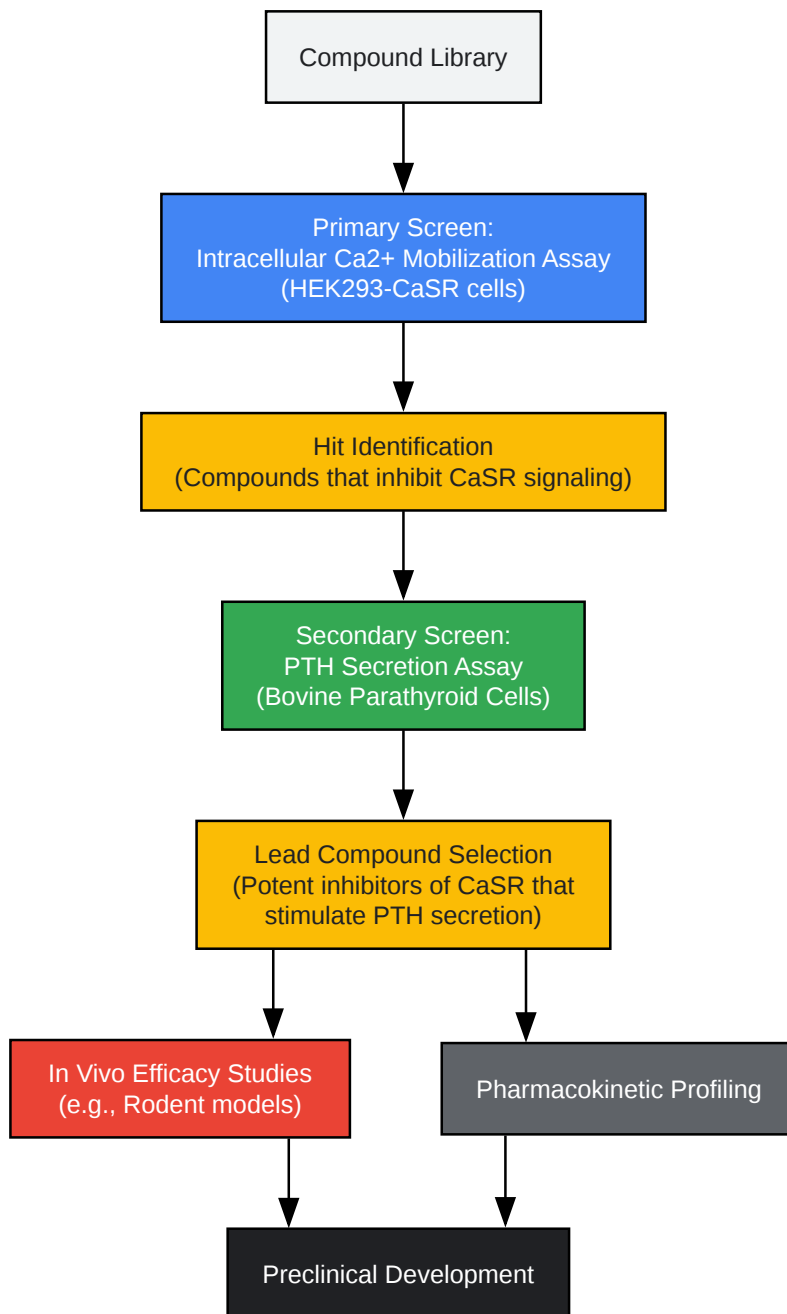 Compound Library
Primary Screen:
Intracellular Ca2+ Mobilization Assay
(HEK293-CaSR cells)
Hit Identification
(Compounds that inhibit CaSR signaling)
Secondary Screen:
PTH Secretion Assay
(Bovine Parathyroid Cells)
Lead Compound Selection
(Potent inhibitors of CaSR that
stimulate PTH secretion)
In Vivo Efficacy Studies
(e.g., Rodent models)
Pharmacokinetic Profiling
Preclinical Development